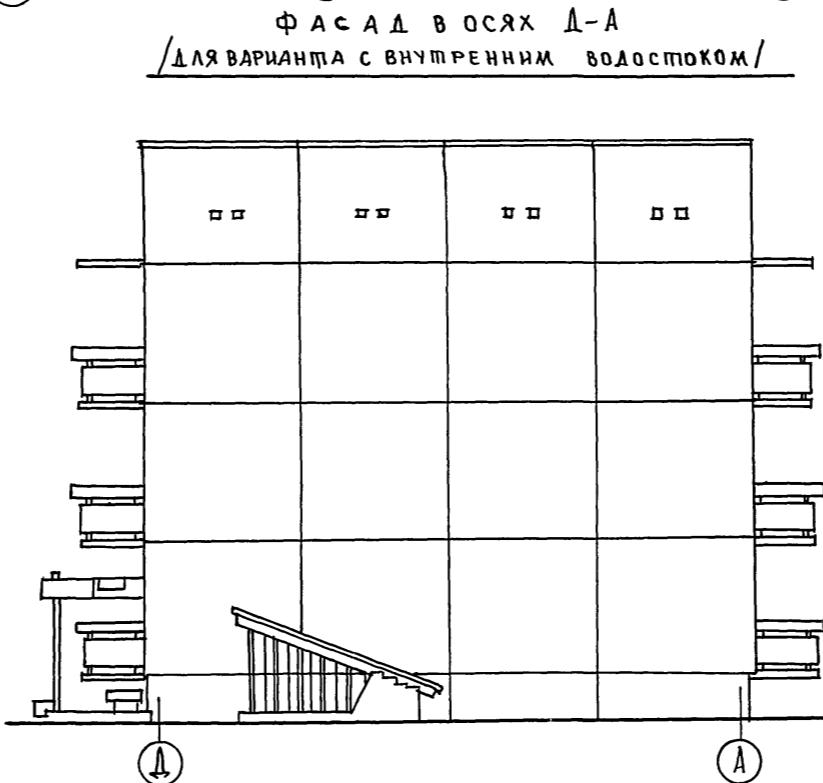 ФАСАД В ОСЯХ Д-А
/ДЛЯ ВАРИАНТА С ВНУТРЕННИМ ВОДОСТОКОМ/
Д А